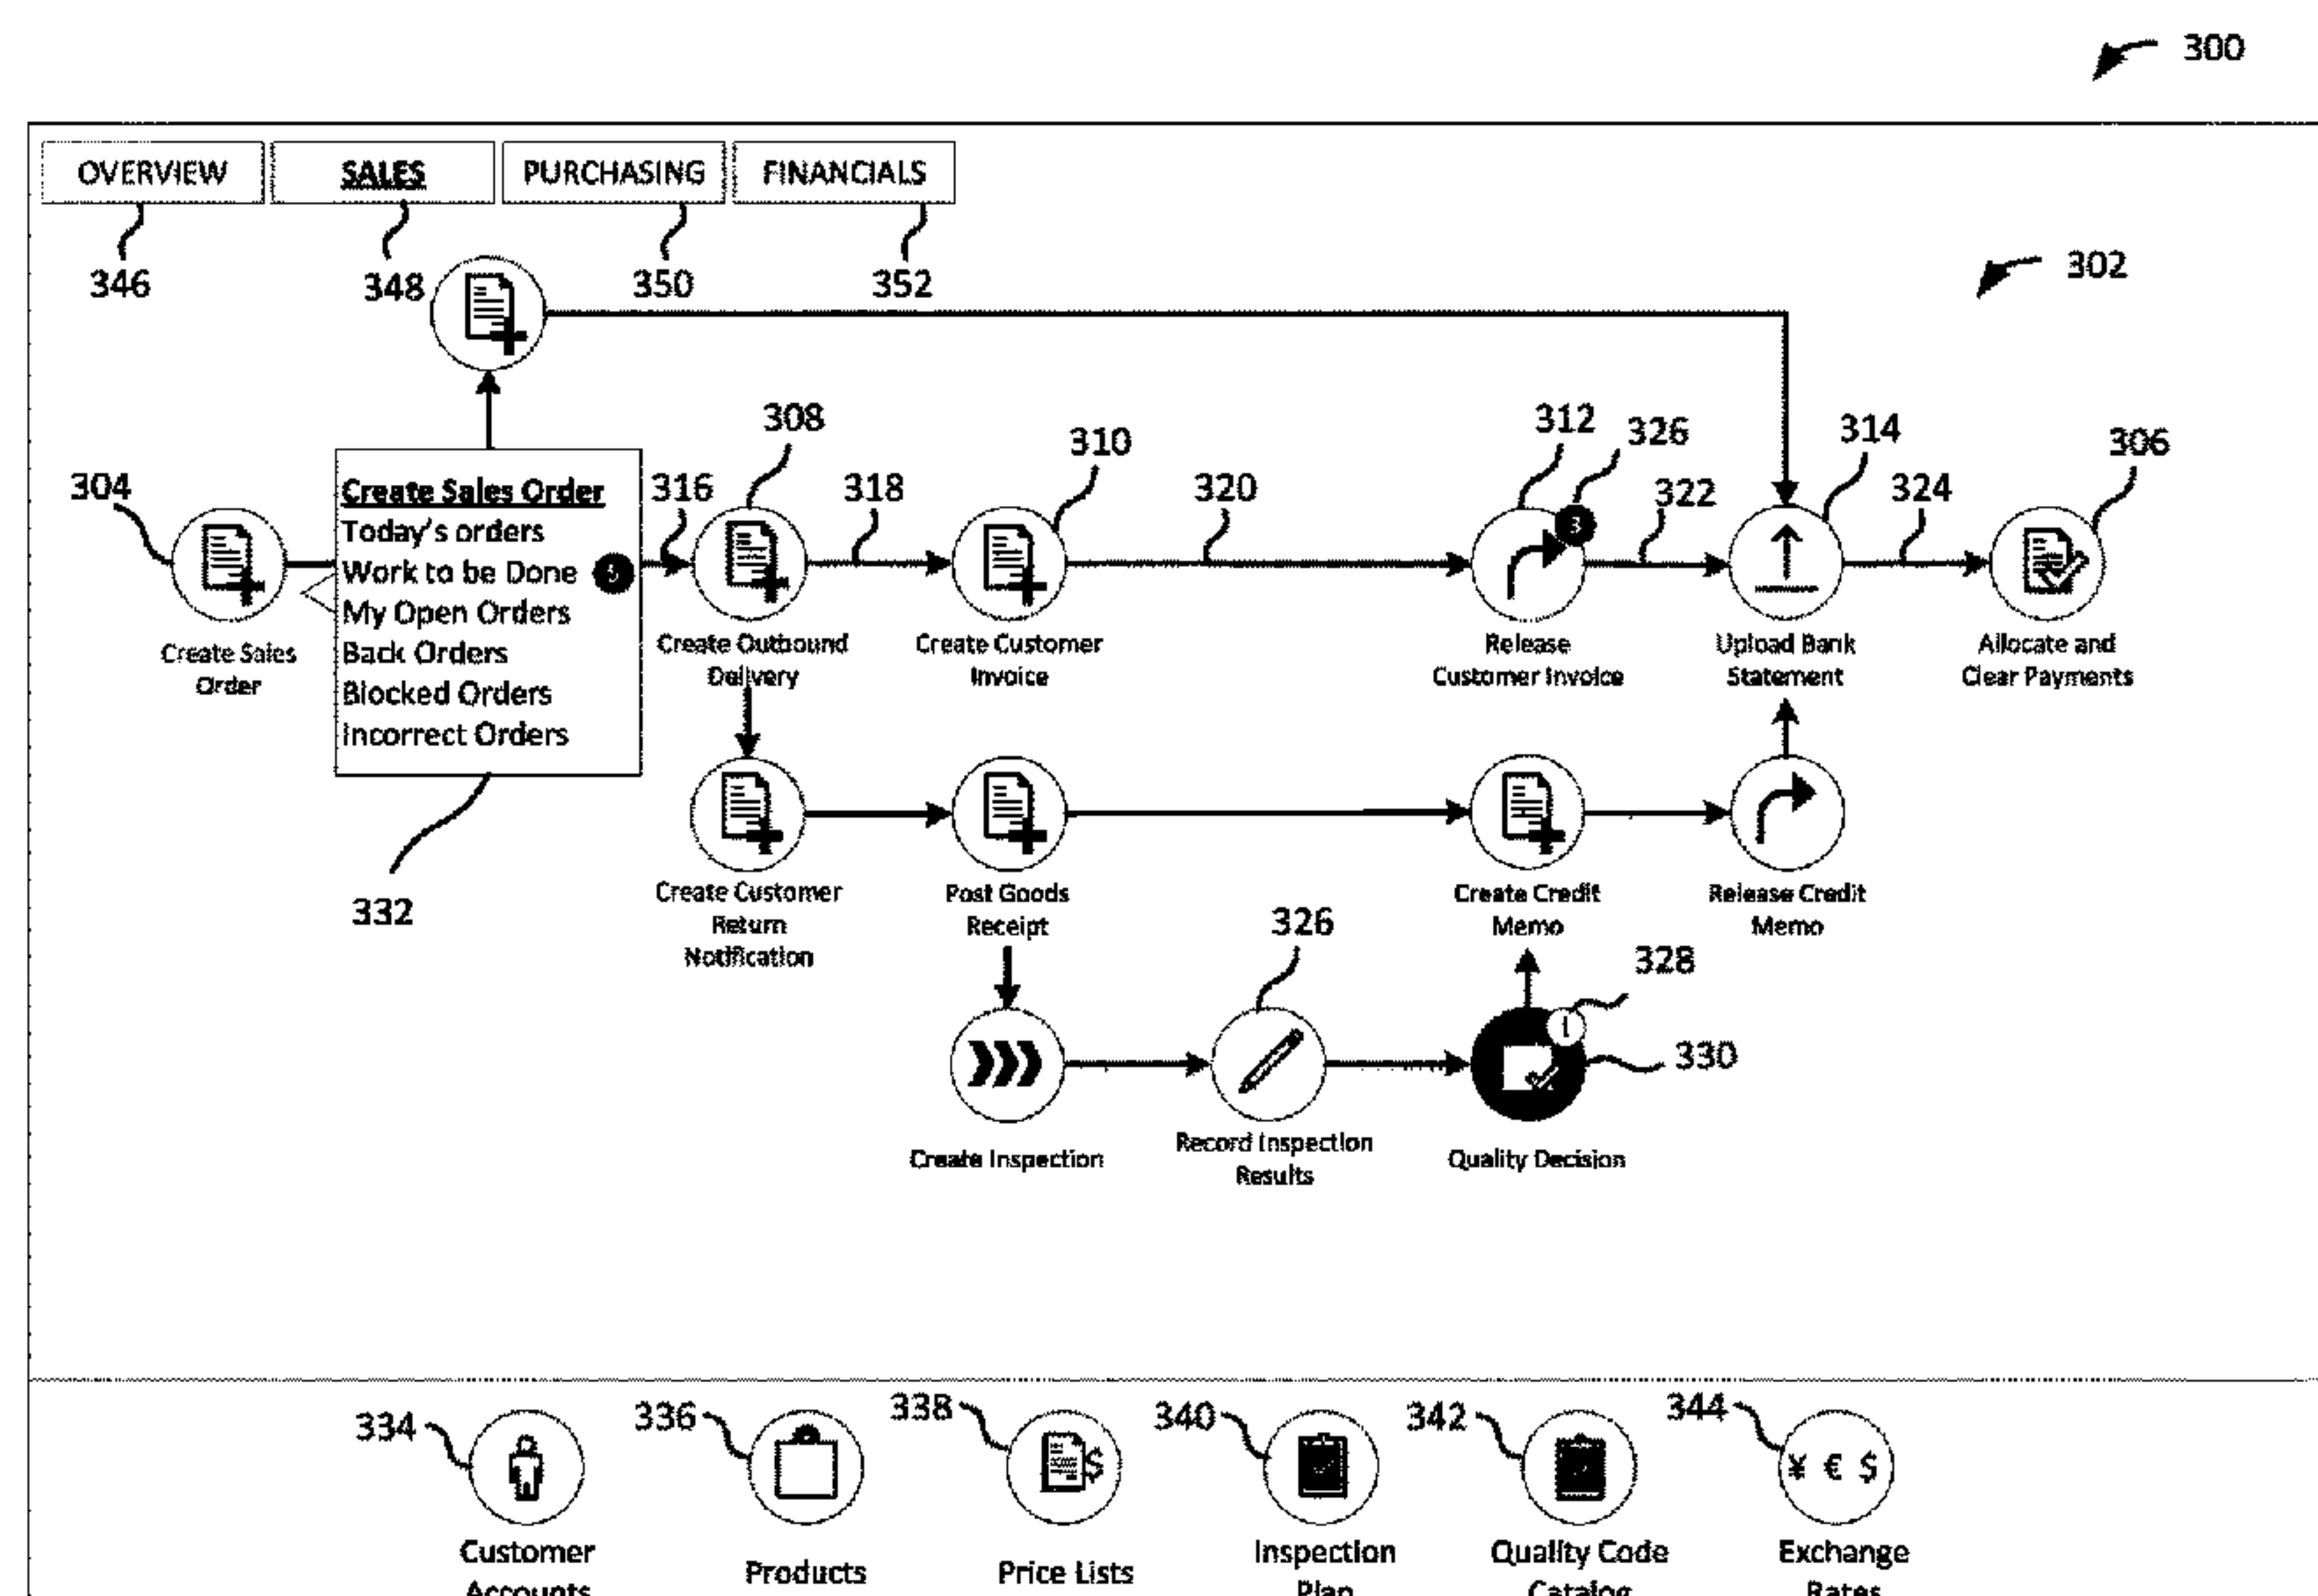 300
OVERVIEW
SALES
PURCHASING
FINANCIALS
346
348
350
352
302
304
Create Sales Order
Today's orders
Work to be Done
My Open Orders
Back Orders
Blocked Orders
Incorrect Orders
316
308
318
310
320
312
326
3
322
314
324
306
Create Sales
Order
Create Outbound
Delivery
Create Customer
Invoice
Release
Customer Invoice
Upload Bank
Statement
Allocate and
Clear Payments
332
Create Customer
Return
Notification
Post Goods
Receipt
Create Credit
Memo
Release Credit
Memo
326
328
330
Create Inspection
Record Inspection
Results
Quality Decision
334
336
338
340
342
344
$
¥ € $
Customer
Accounts
Products
Price Lists
Inspection
Plan
Quality Code
Catalog
Exchange
Rates